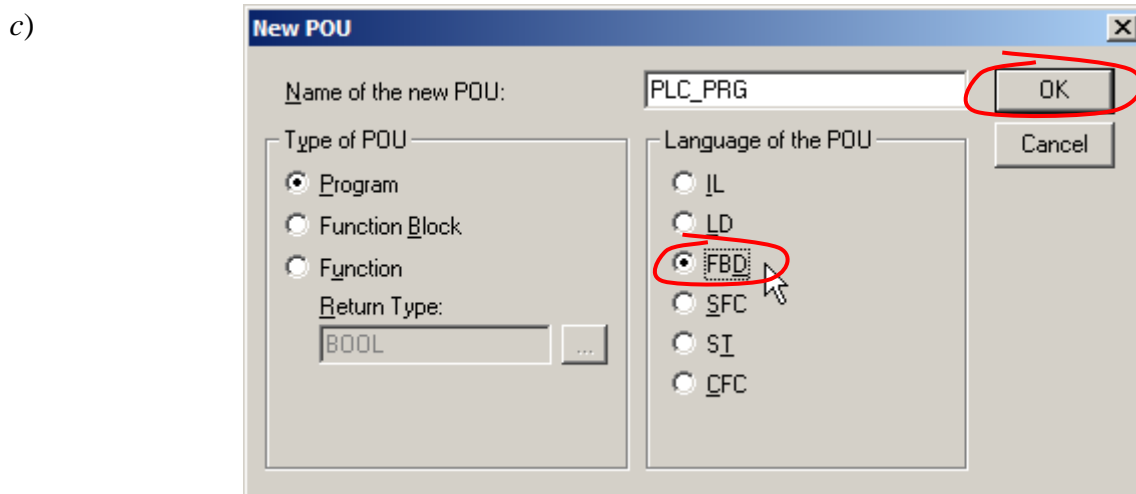 c)
New POU
Name of the new POU: PLC_PRG OK
Type of POU Language of the POU Cancel
Program IL
Function Block LD
Function FBD
Return Type: SFC
BOOL ... ST
CFC